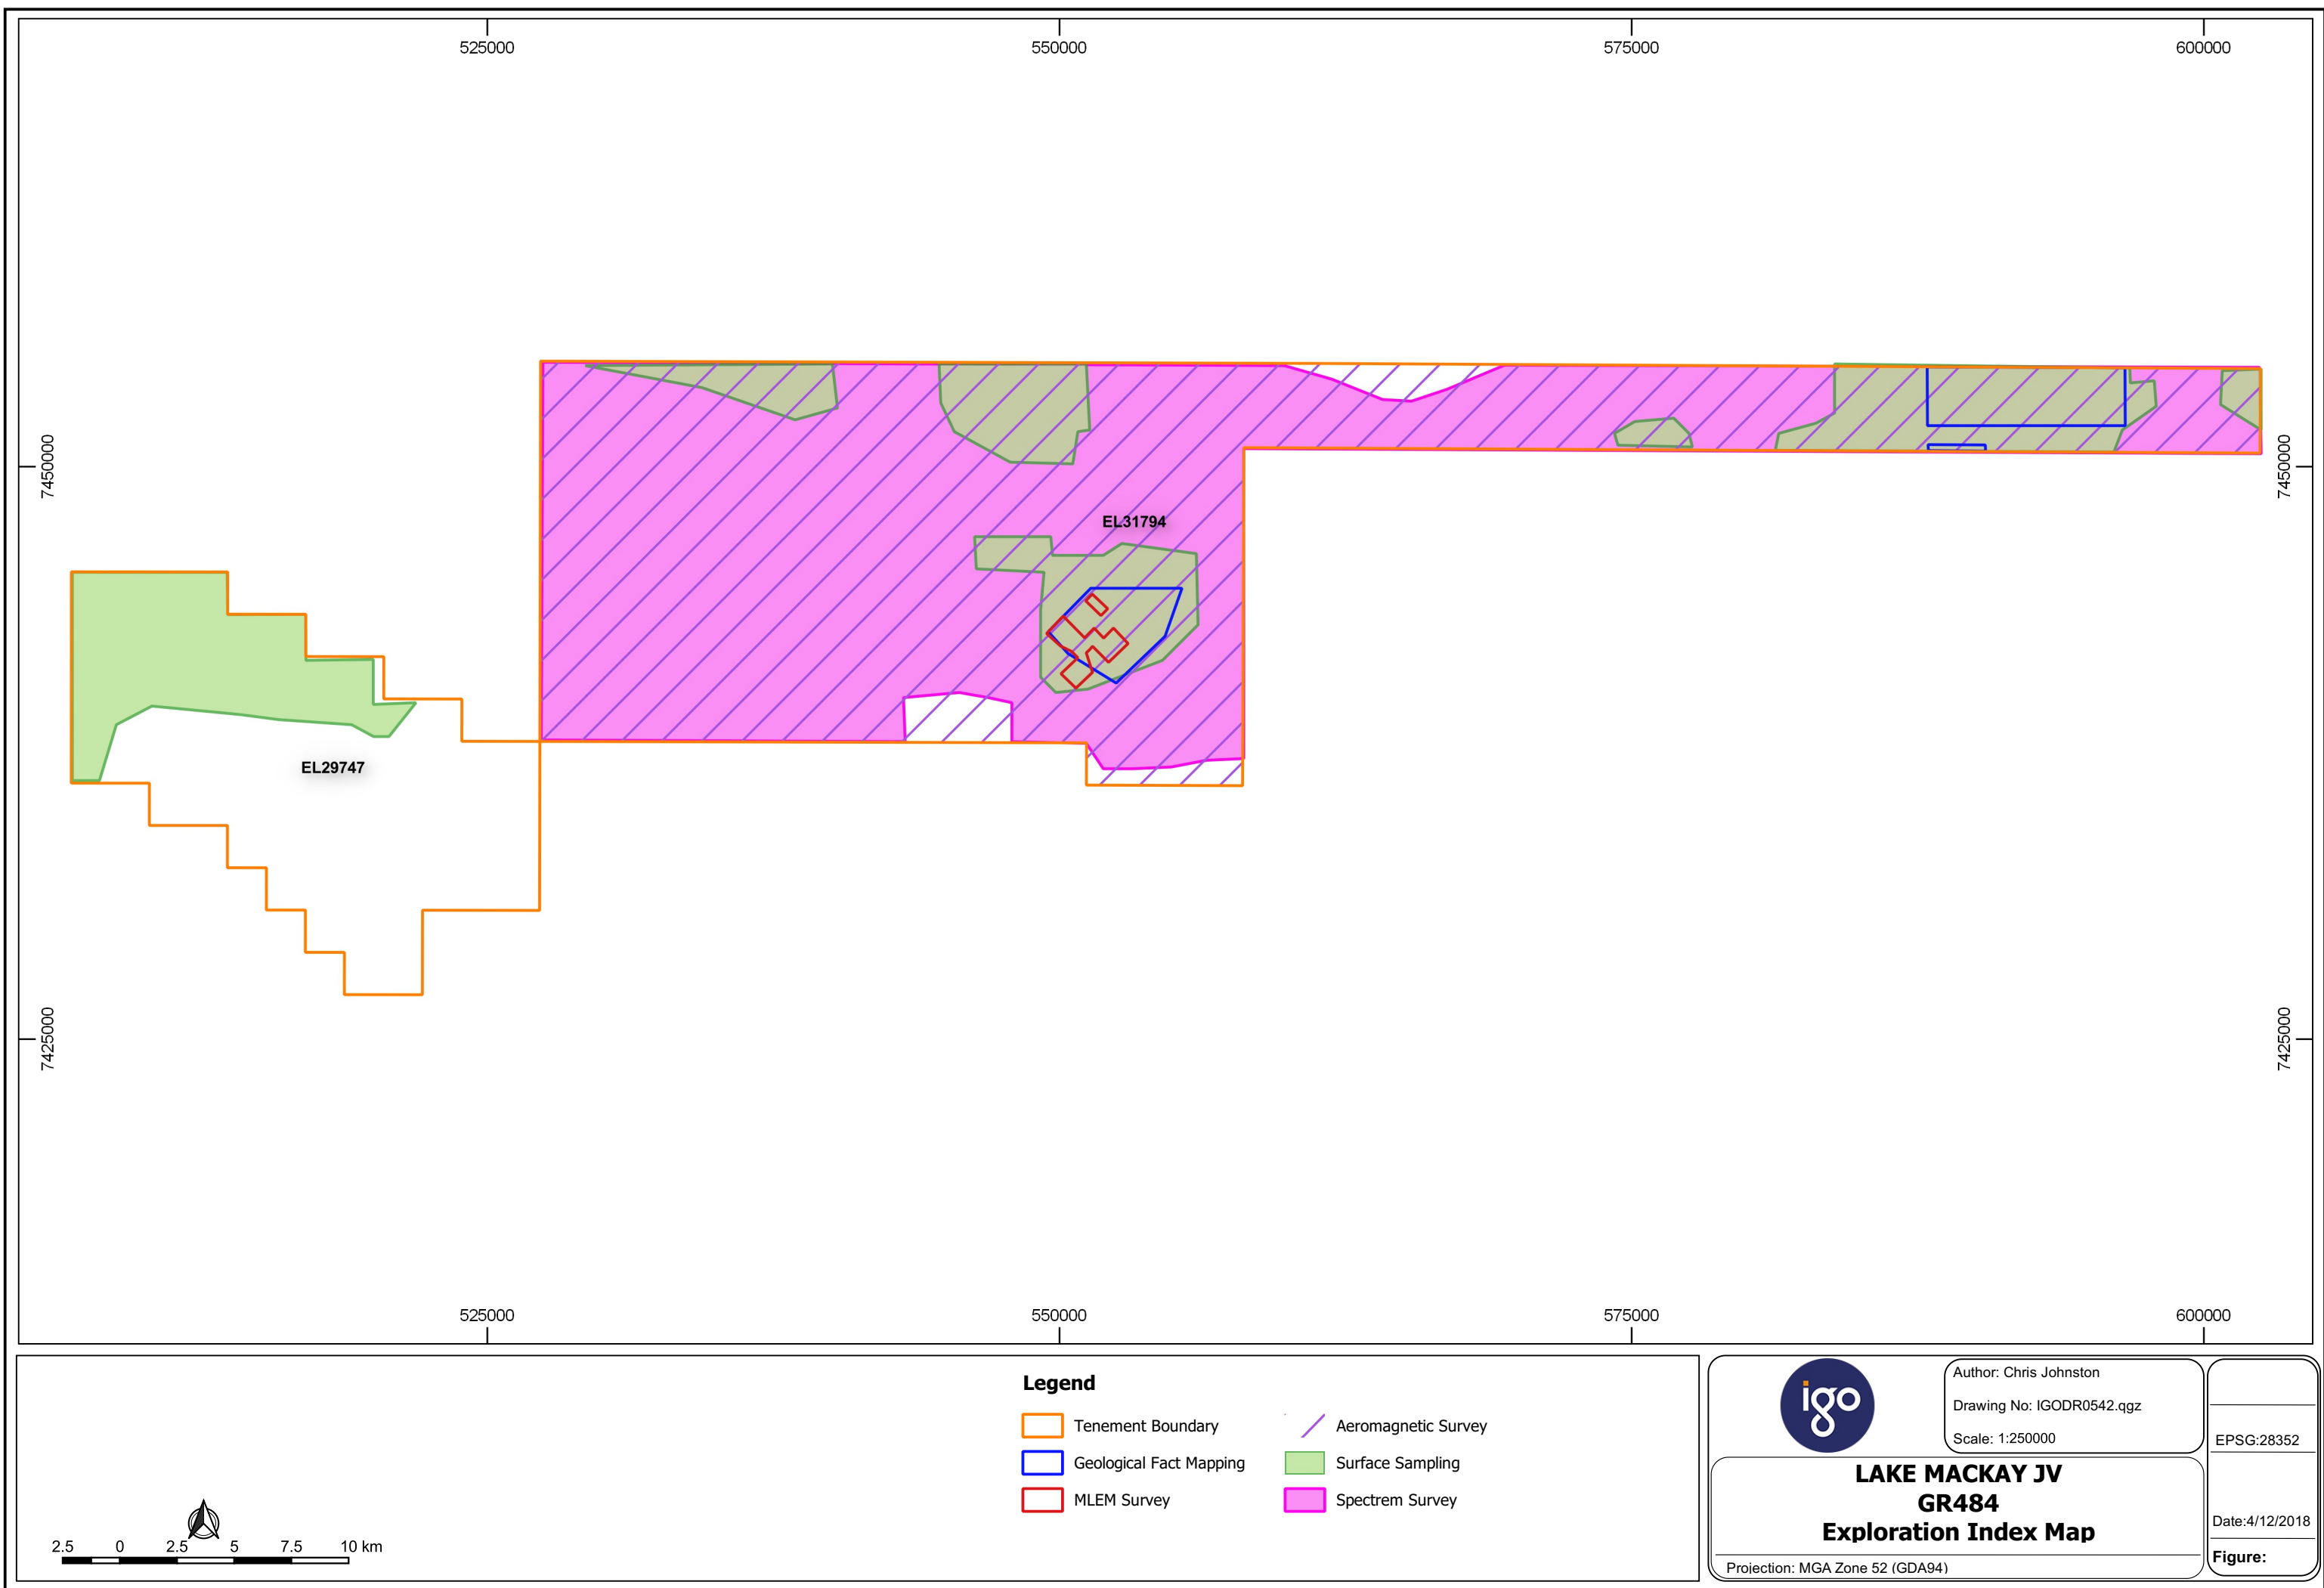 525000 550000 575000 600000
7450000 7450000
EL31794
EL29747
7425000 7425000
525000 550000 575000 600000
Legend
Tenement Boundary
Geological Fact Mapping
MLEM Survey
Aeromagnetic Survey
Surface Sampling
Spectrem Survey
2.5 0 2.5 5 7.5 10 km
igo
Author: Chris Johnston
Drawing No: IGODR0542.qgz
Scale: 1:250000
EPSG:28352
LAKE MACKAY JV
GR484
Exploration Index Map
Date:4/12/2018
Figure:
Projection: MGA Zone 52 (GDA94)